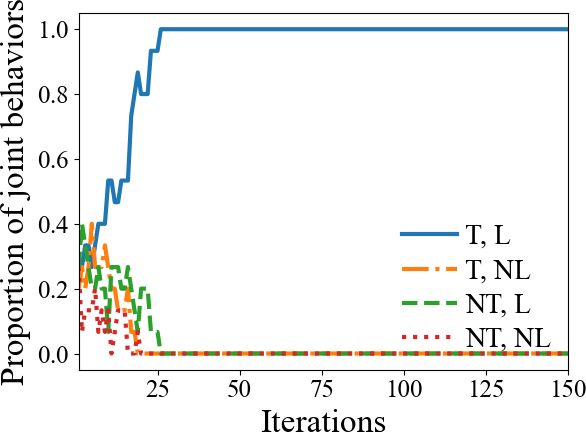 Proportion of joint behaviors
1.0
0.8
0.6
0.4
0.2
0.0
T, L
T, NL
NT, L
NT, NL
25 50 75 100 125 150
Iterations